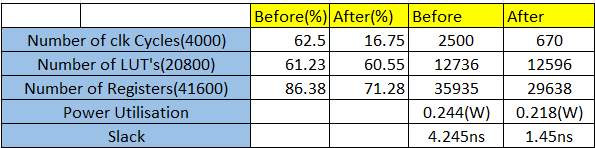 Before(%) After(%) Before After
Number of clk Cycles(4000) 62.5 16.75 2500 670
Number of LUT's(20800) 61.23 60.55 12736 12596
Number of Registers(41600) 86.38 71.28 35935 29638
Power Utilisation 0.244(W) 0.218(W)
Slack 4.245ns 1.45ns